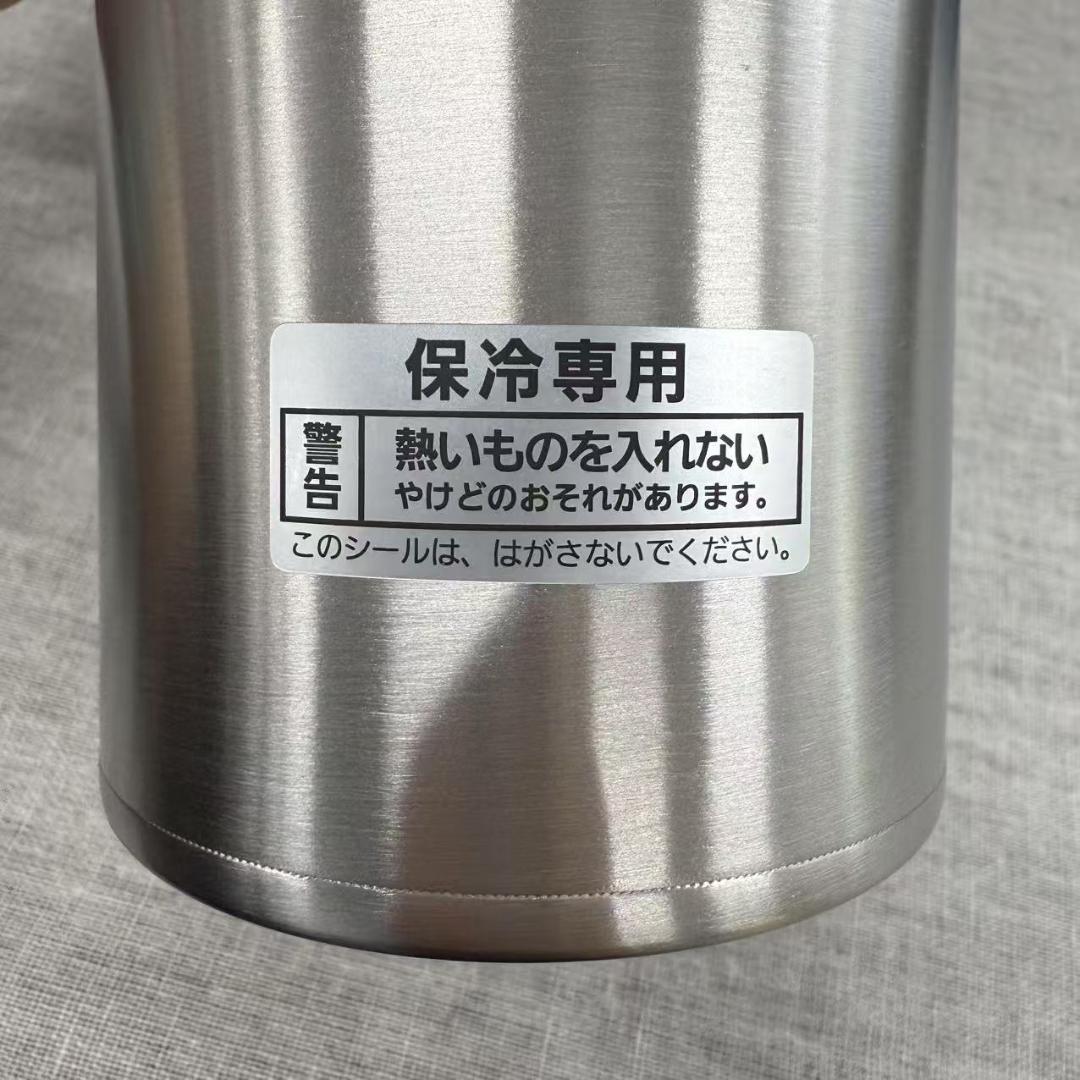 保冷専用
警告
熱いものを入れない
やけどのおそれがあります。
このシールは、はがさないでください。